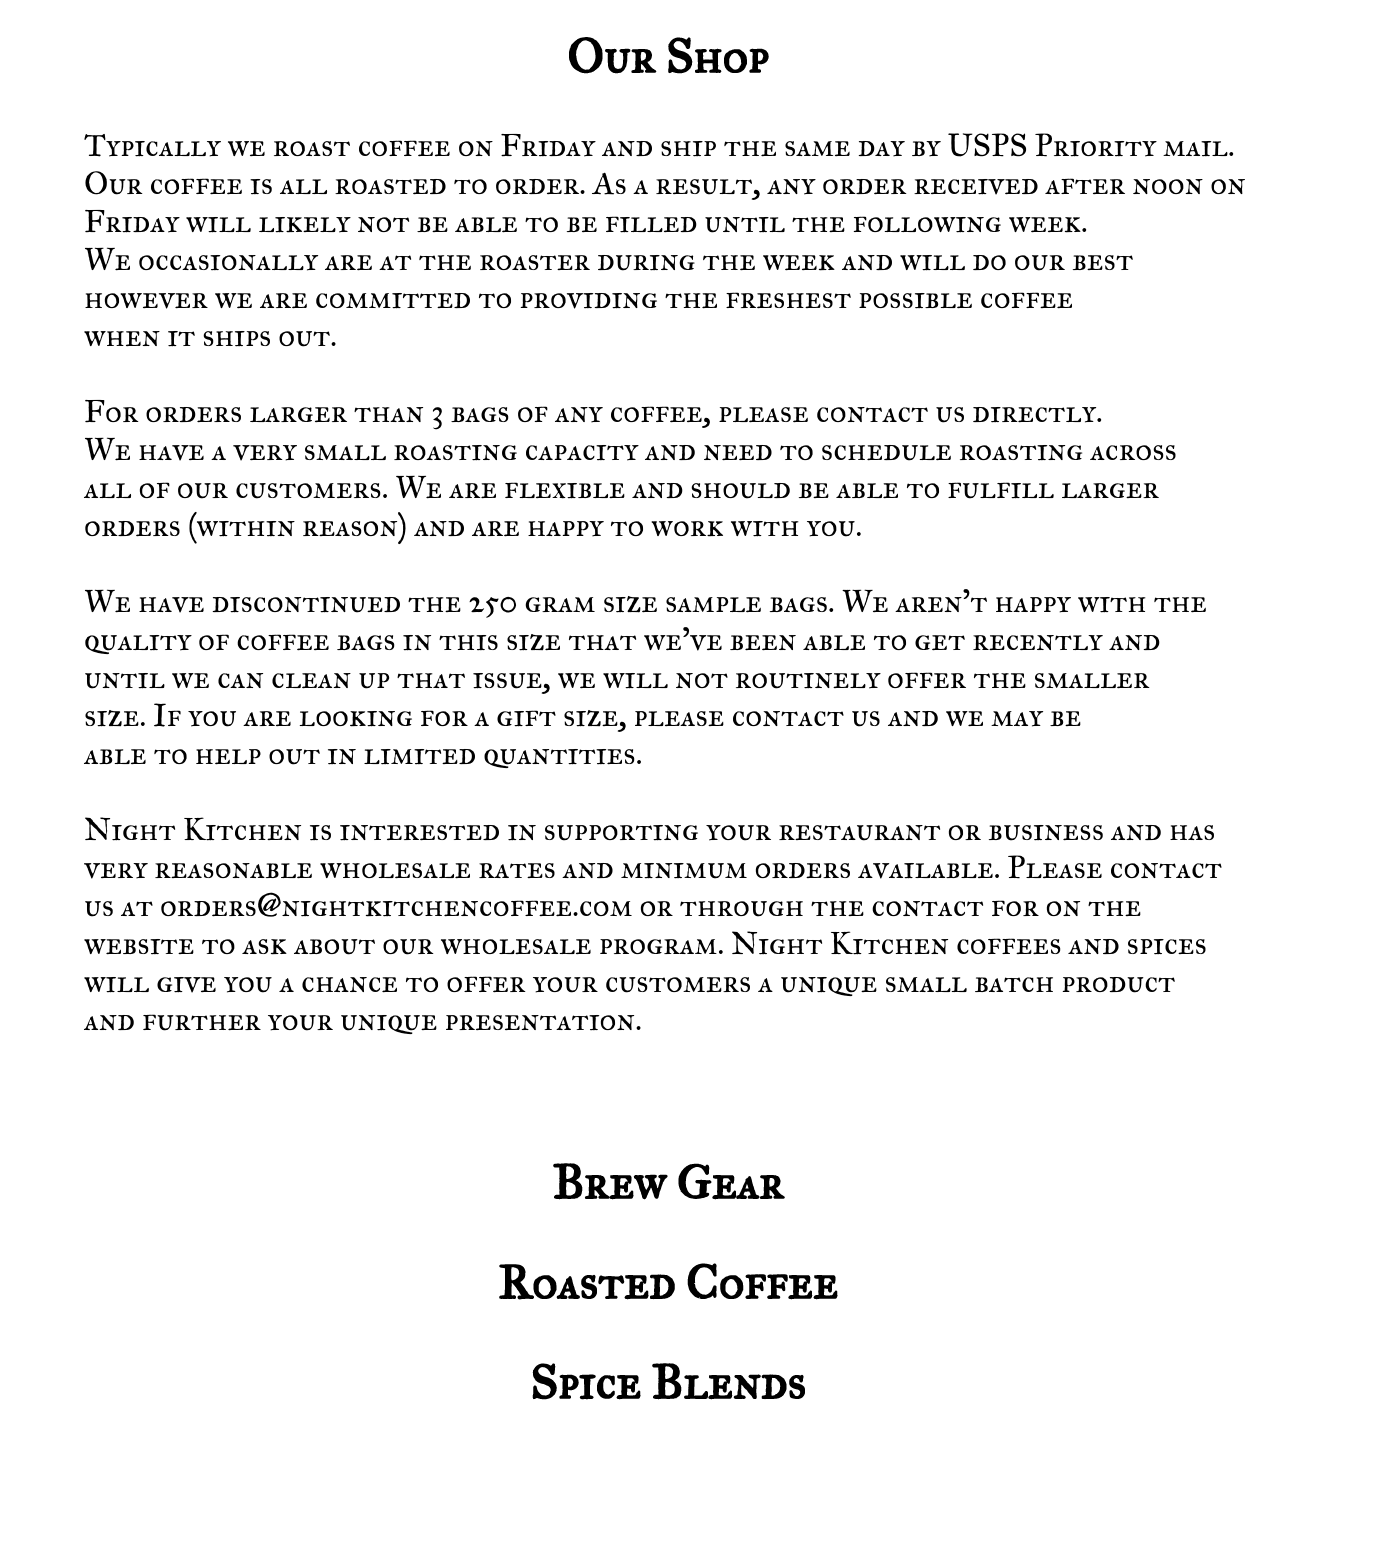 Our Shop
Typically we roast coffee on Friday and ship the same day by USPS Priority mail.
Our coffee is all roasted to order. As a result, any order received after noon on
Friday will likely not be able to be filled until the following week.
We occasionally are at the roaster during the week and will do our best
however we are committed to providing the freshest possible coffee
when it ships out.
For orders larger than 3 bags of any coffee, please contact us directly.
We have a very small roasting capacity and need to schedule roasting across
all of our customers. We are flexible and should be able to fulfill larger
orders (within reason) and are happy to work with you.
We have discontinued the 250 gram size sample bags. We aren't happy with the
quality of coffee bags in this size that we've been able to get recently and
until we can clean up that issue, we will not routinely offer the smaller
size. If you are looking for a gift size, please contact us and we may be
able to help out in limited quantities.
Night Kitchen is interested in supporting your restaurant or business and has
very reasonable wholesale rates and minimum orders available. Please contact
us at orders@nightkitchencoffee.com or through the contact for on the
website to ask about our wholesale program. Night Kitchen coffees and spices
will give you a chance to offer your customers a unique small batch product
and further your unique presentation.
Brew Gear
Roasted Coffee
Spice Blends